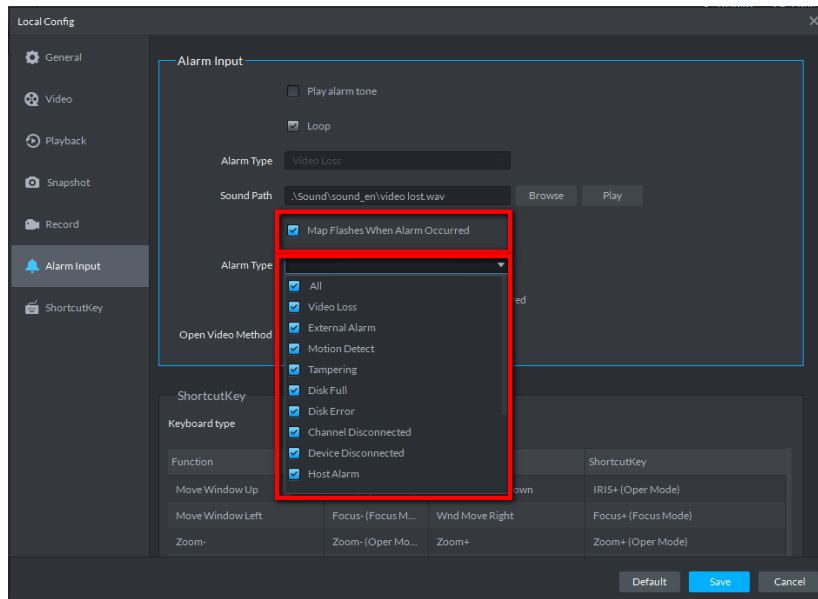 Local Config
General
Video
Playback
Snapshot
Record
Alarm Input
ShortcutKey
Alarm Input
Play alarm tone
Loop
Alarm Type Video Loss
Sound Path .\Sound\sound_en\video lost.wav Browse Play
Map Flashes When Alarm Occurred
Alarm Type
All
Video Loss
External Alarm
Motion Detect
Tampering
Disk Full
Disk Error
Channel Disconnected
Device Disconnected
Host Alarm
red
Open Video Method
ShortcutKey
Keyboard type
Function ShortcutKey
Move Window Up own IRIS+ (Oper Mode)
Move Window Left Focus- (Focus M... Wnd Move Right Focus+ (Focus Mode)
Zoom- Zoom- (Oper Mo... Zoom+ Zoom+ (Oper Mode)
Default Save Cancel